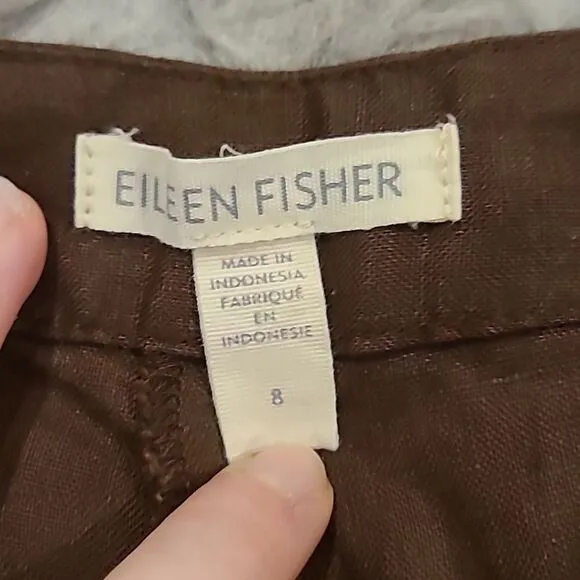 EILEEN FISHER
MADE IN
INDONESIA
FABRIQUÉ
EN
INDONESIE
8